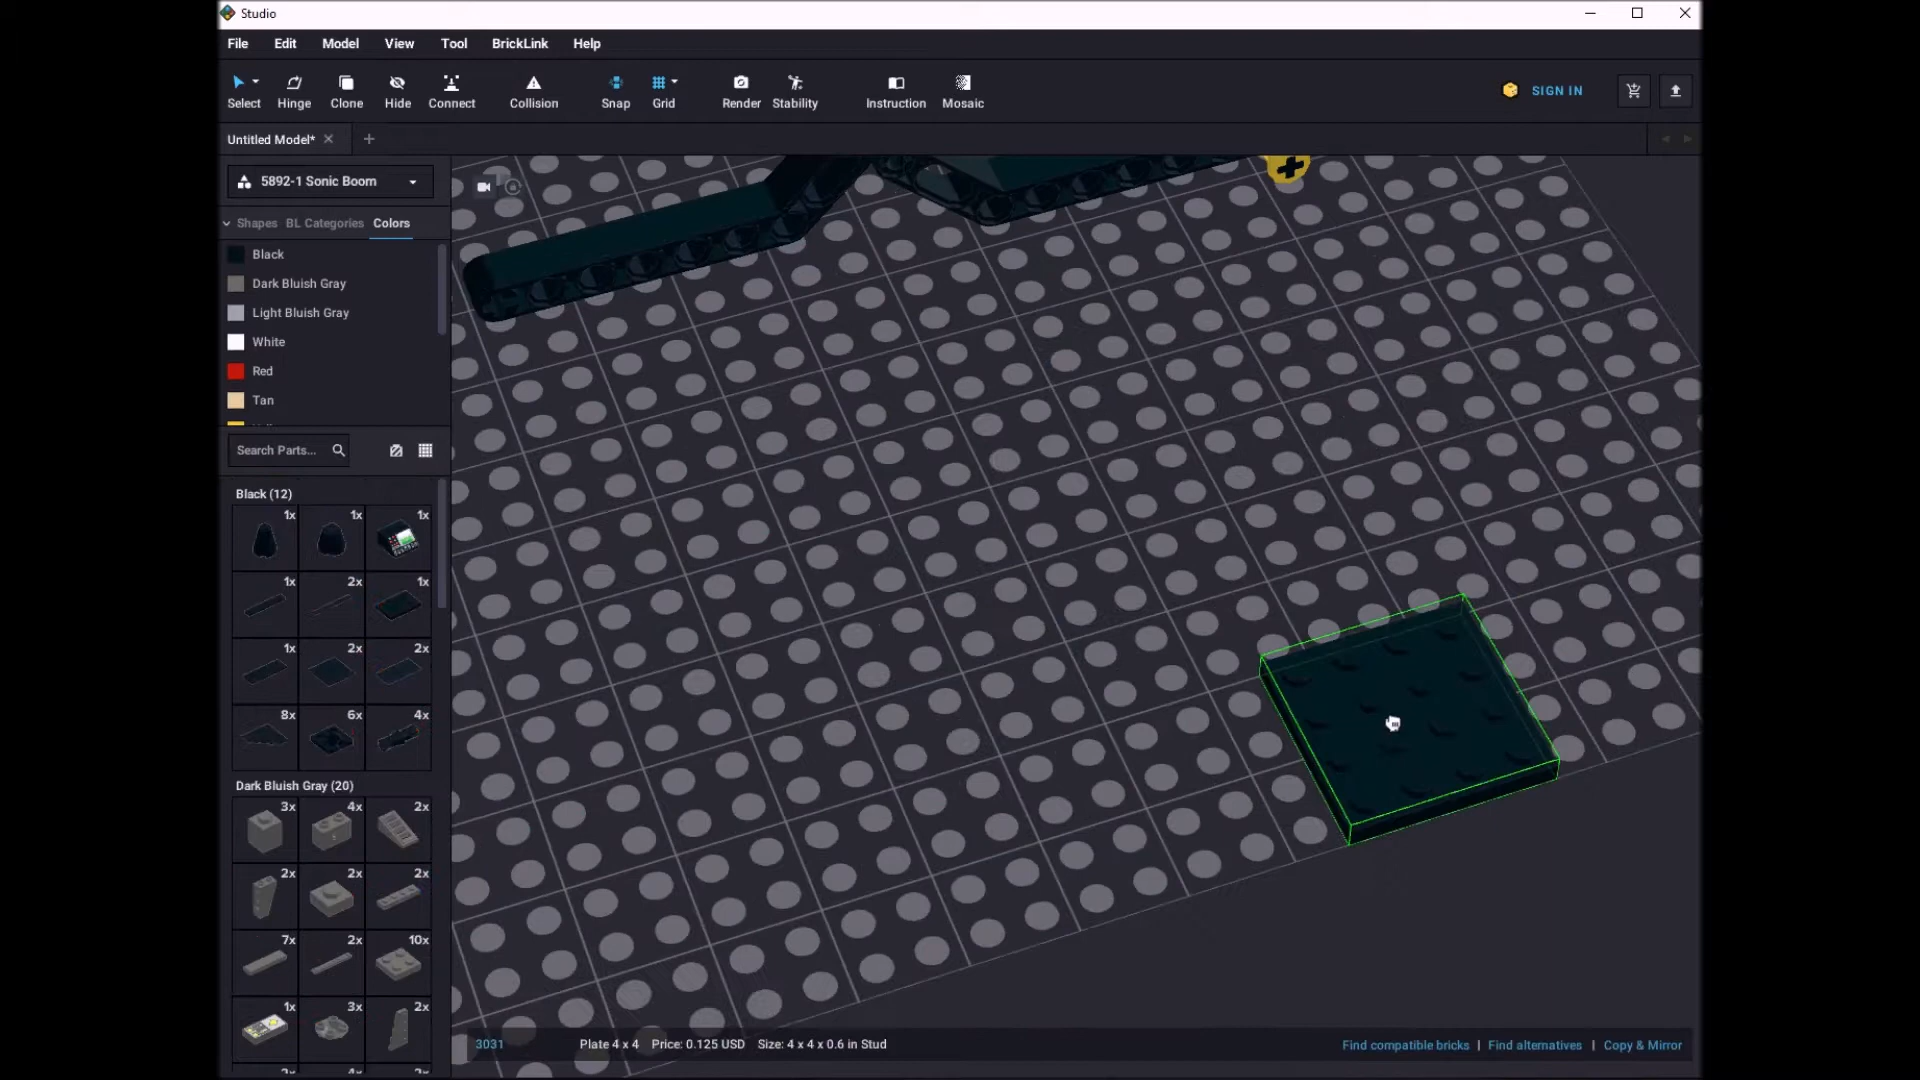 Studio
File Edit Model View Tool BrickLink Help
Select Hinge Clone Hide Connect Collision Snap Grid Render Stability Instruction Mosaic SIGN IN
Untitled Model* +
5892-1 Sonic Boom
Shapes BL Categories Colors
Black
Dark Bluish Gray
Light Bluish Gray
White
Red
Tan
Search Parts...
Black (12)
1x 1x 1x
1x 2x 1x
1x 2x 2x
8x 6x 4x
Dark Bluish Gray (20)
3x 4x 2x
2x 2x 2x
7x 2x 10x
1x 3x 2x
3031 Plate 4 x 4 Price: 0.125 USD Size: 4 x 4 x 0.6 in Stud Find compatible bricks | Find alternatives | Copy & Mirror